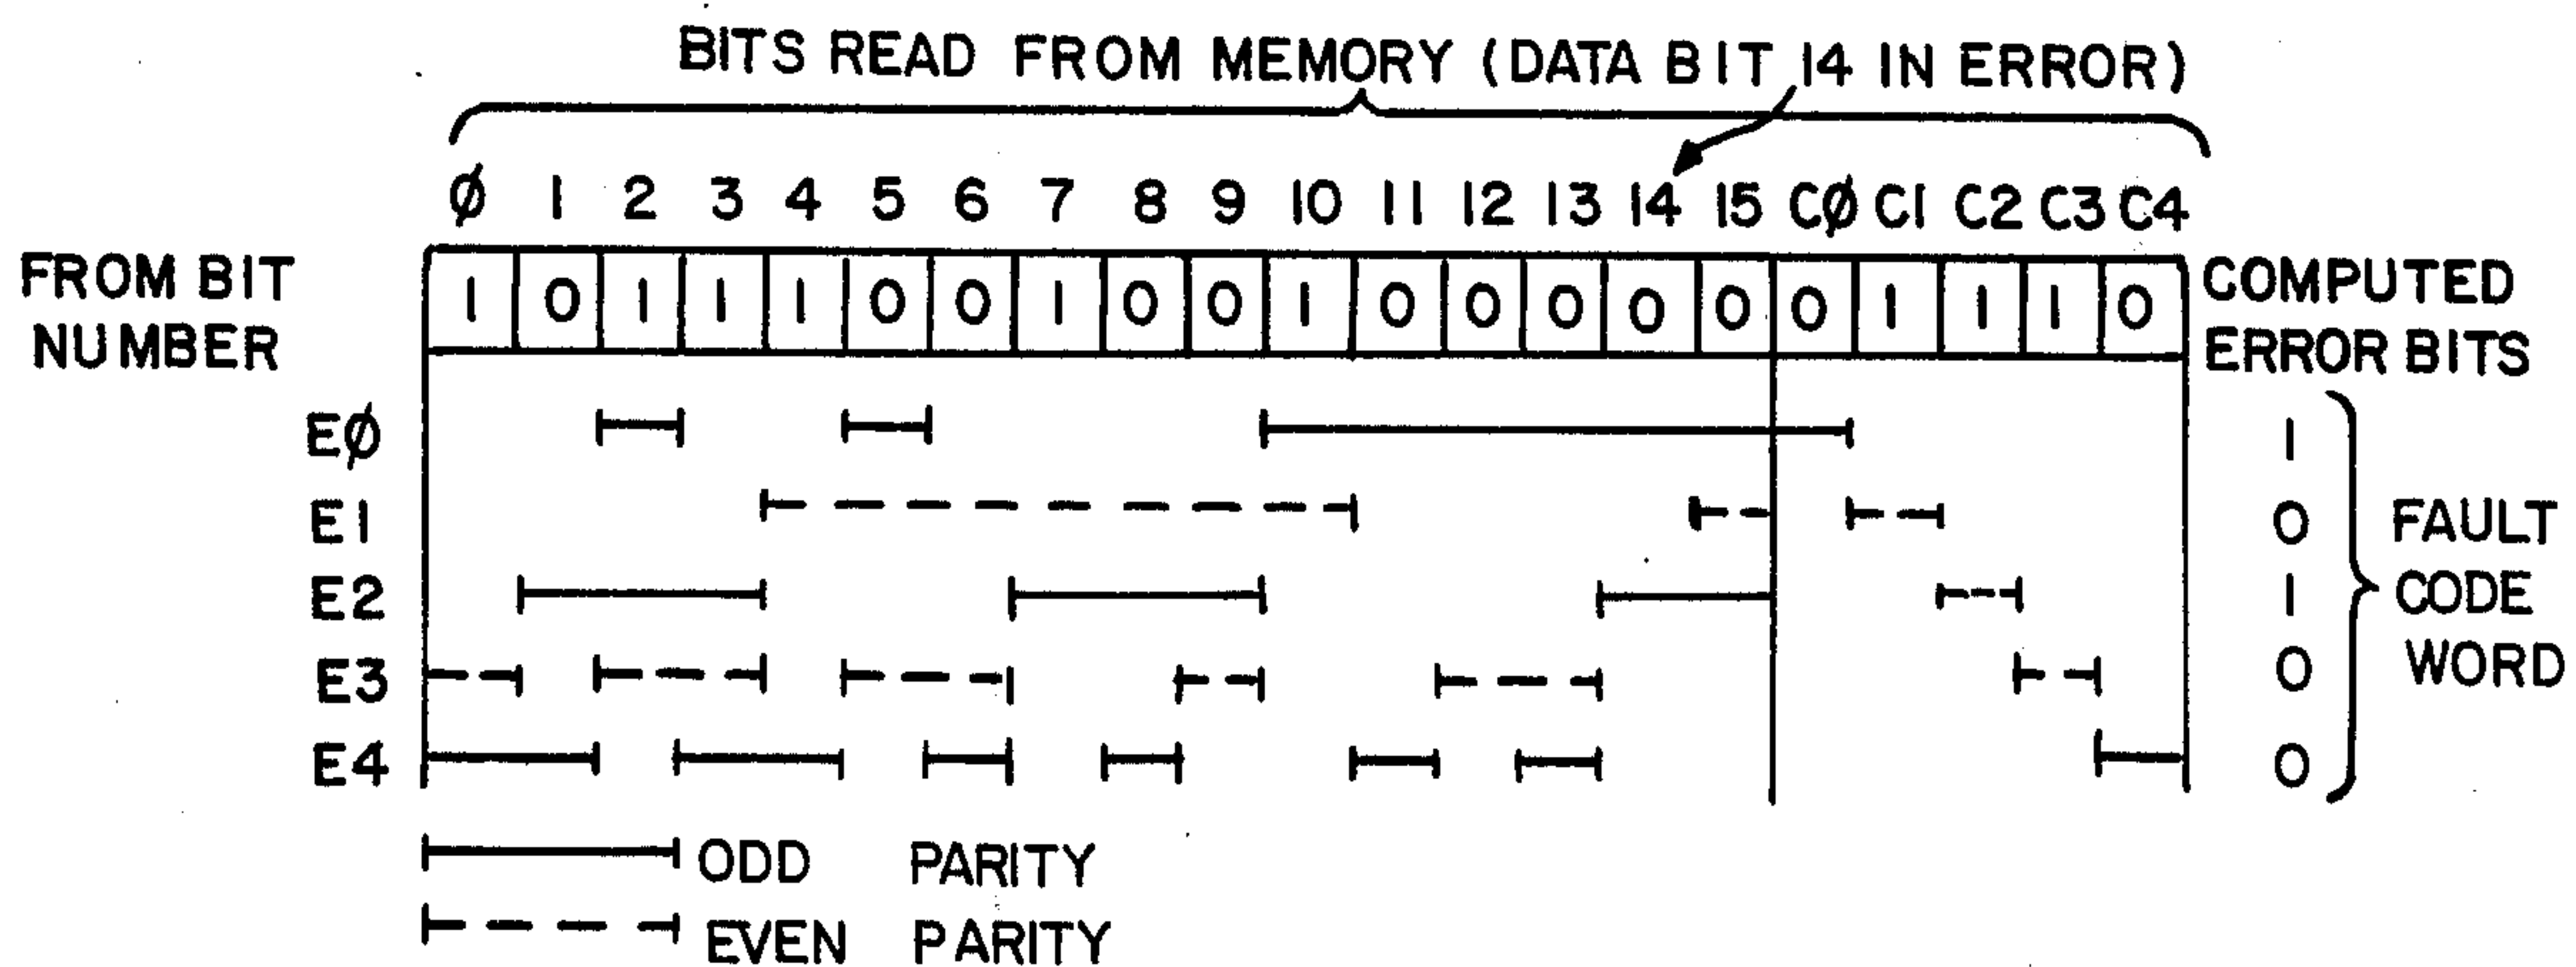 BITS READ FROM MEMORY (DATA BIT 14 IN ERROR)
Ø 1 2 3 4 5 6 7 8 9 10 11 12 13 14 15 CØ C1 C2 C3 C4
FROM BIT NUMBER
1 0 1 1 1 0 0 1 0 0 1 0 0 0 0 0 0 1 1 1 0
COMPUTED
ERROR BITS
EØ 1
E1 0
E2 1
E3 0
E4 0
FAULT
CODE
WORD
ODD PARITY
EVEN PARITY